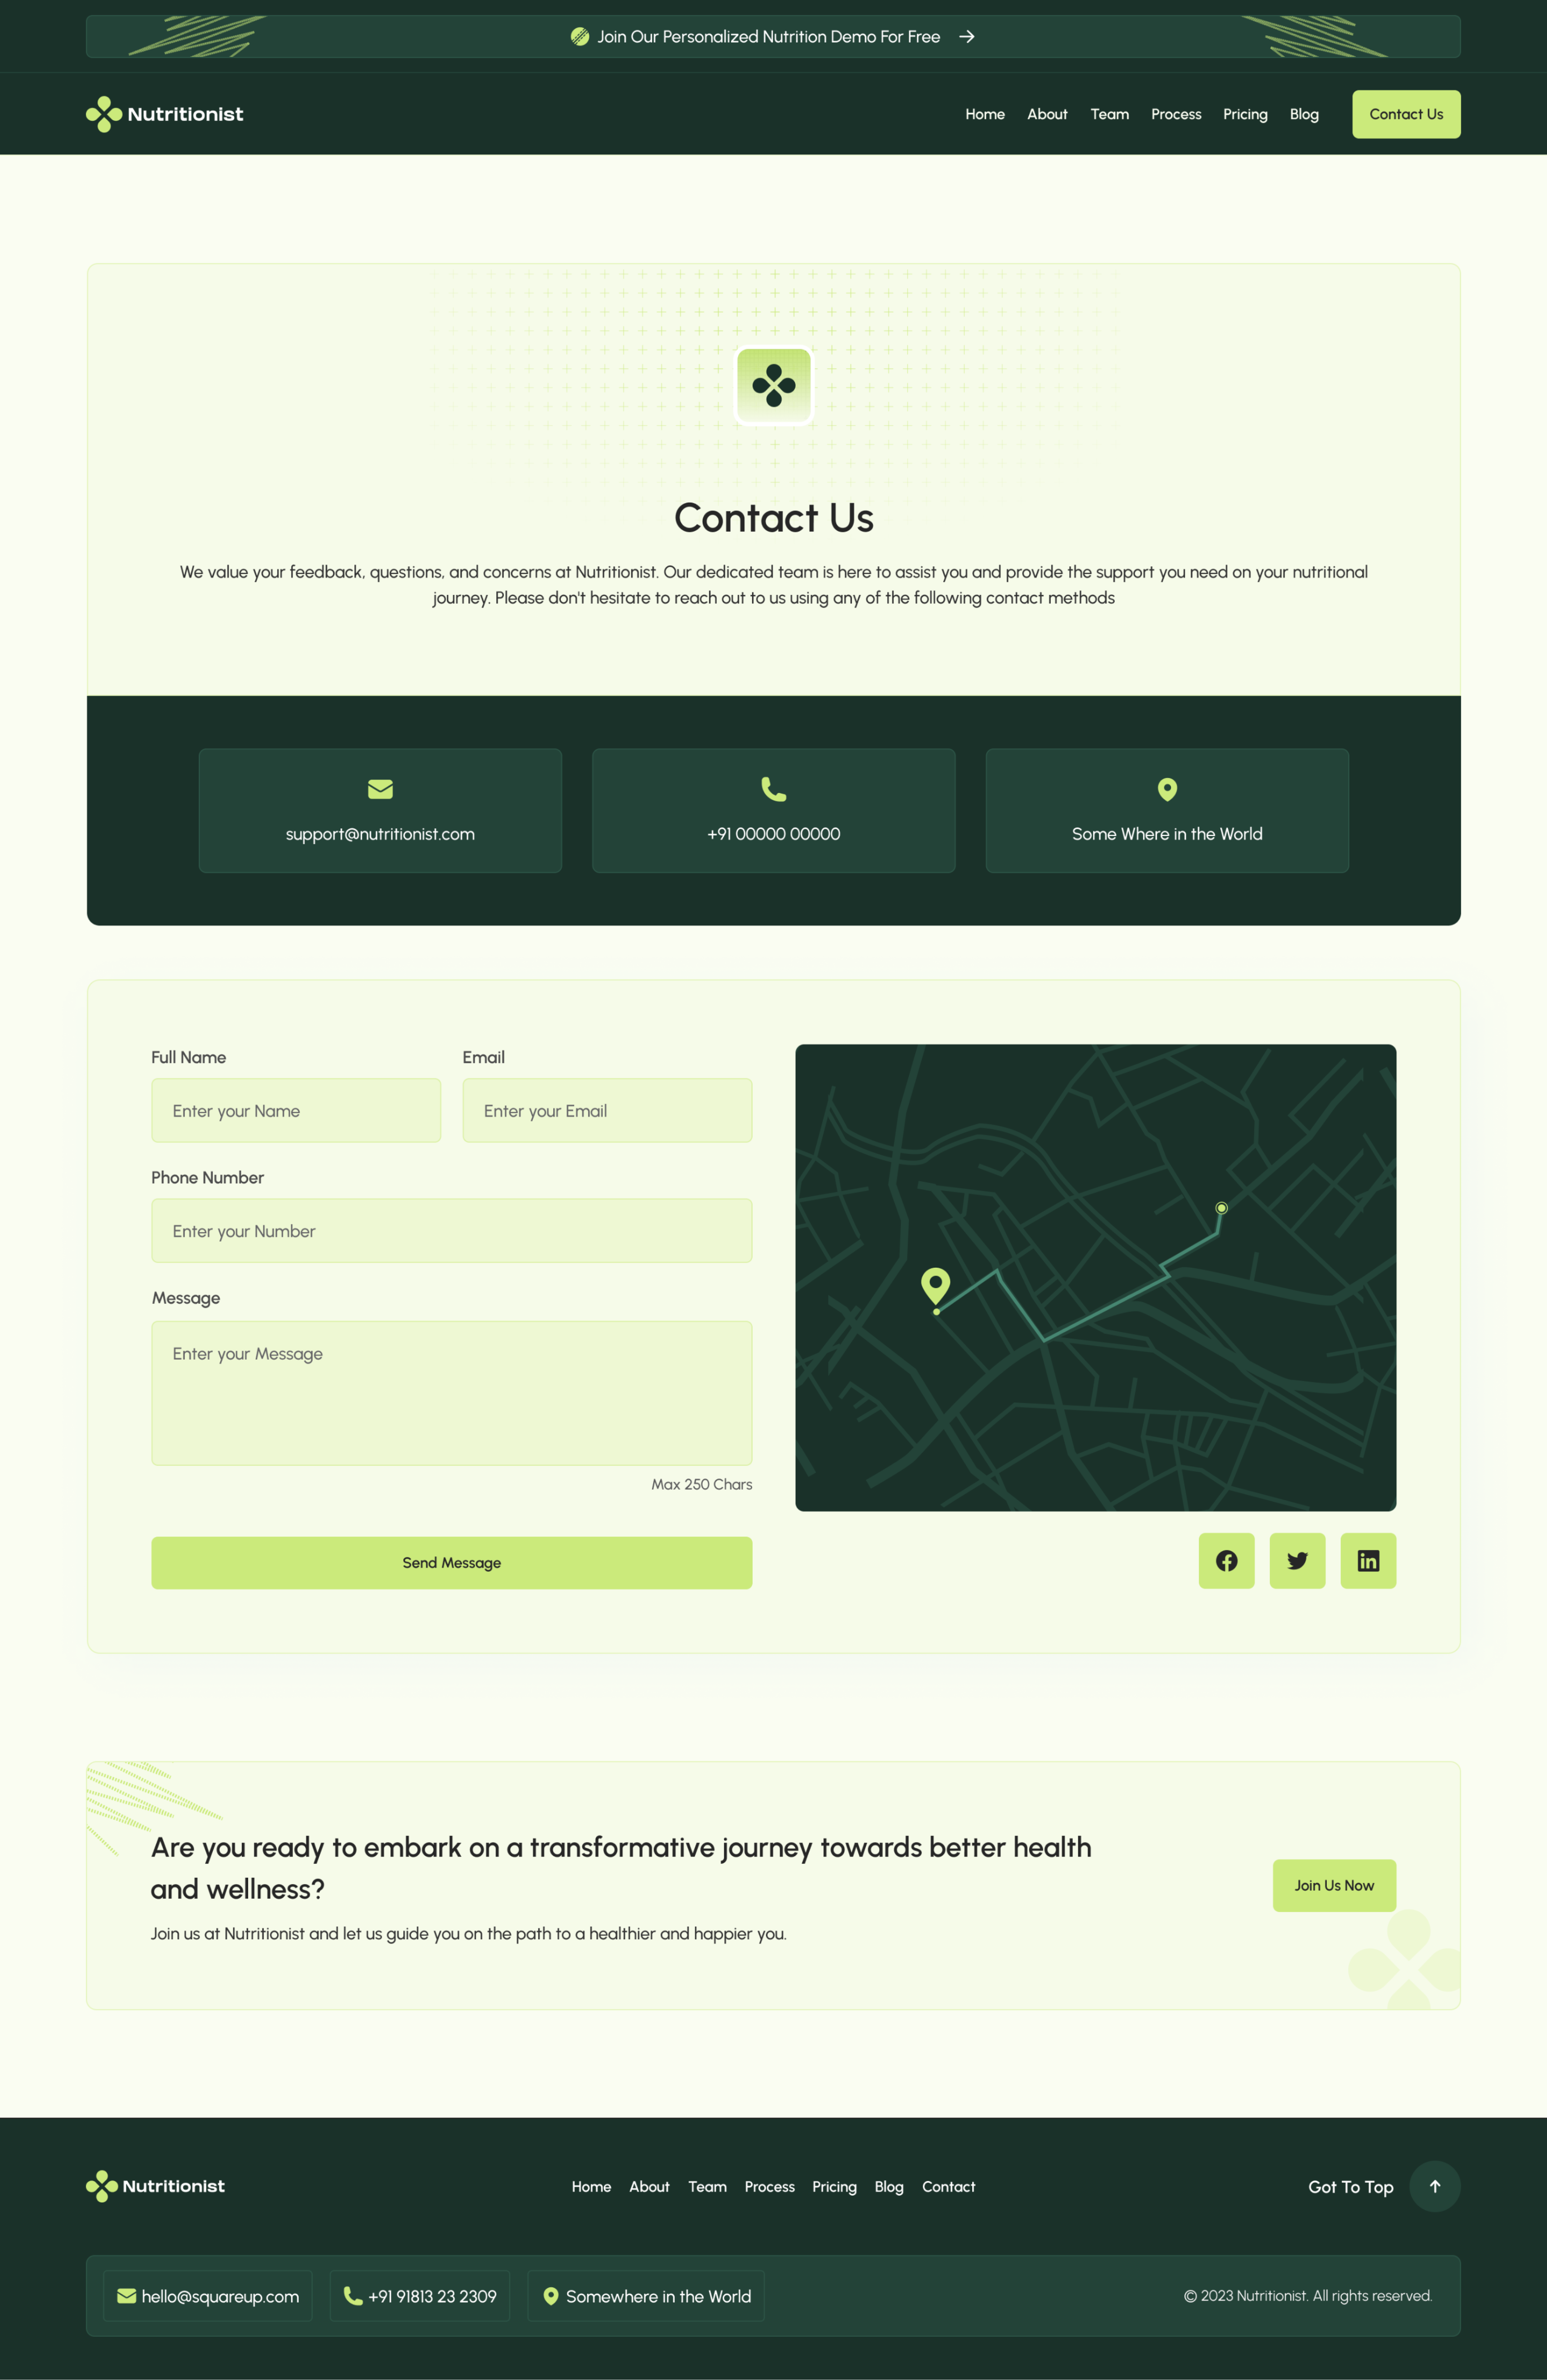 Join Our Personalized Nutrition Demo For Free
Nutritionist
Home About Team Process Pricing Blog Contact Us
Contact Us
We value your feedback, questions, and concerns at Nutritionist. Our dedicated team is here to assist you and provide the support you need on your nutritional
journey. Please don't hesitate to reach out to us using any of the following contact methods
support@nutritionist.com
+91 00000 00000
Some Where in the World
Full Name
Enter your Name
Email
Enter your Email
Phone Number
Enter your Number
Message
Enter your Message
Max 250 Chars
Send Message
Are you ready to embark on a transformative journey towards better health
and wellness?
Join us at Nutritionist and let us guide you on the path to a healthier and happier you.
Join Us Now
Nutritionist
Home About Team Process Pricing Blog Contact
Got To Top
hello@squareup.com
+91 91813 23 2309
Somewhere in the World
© 2023 Nutritionist. All rights reserved.